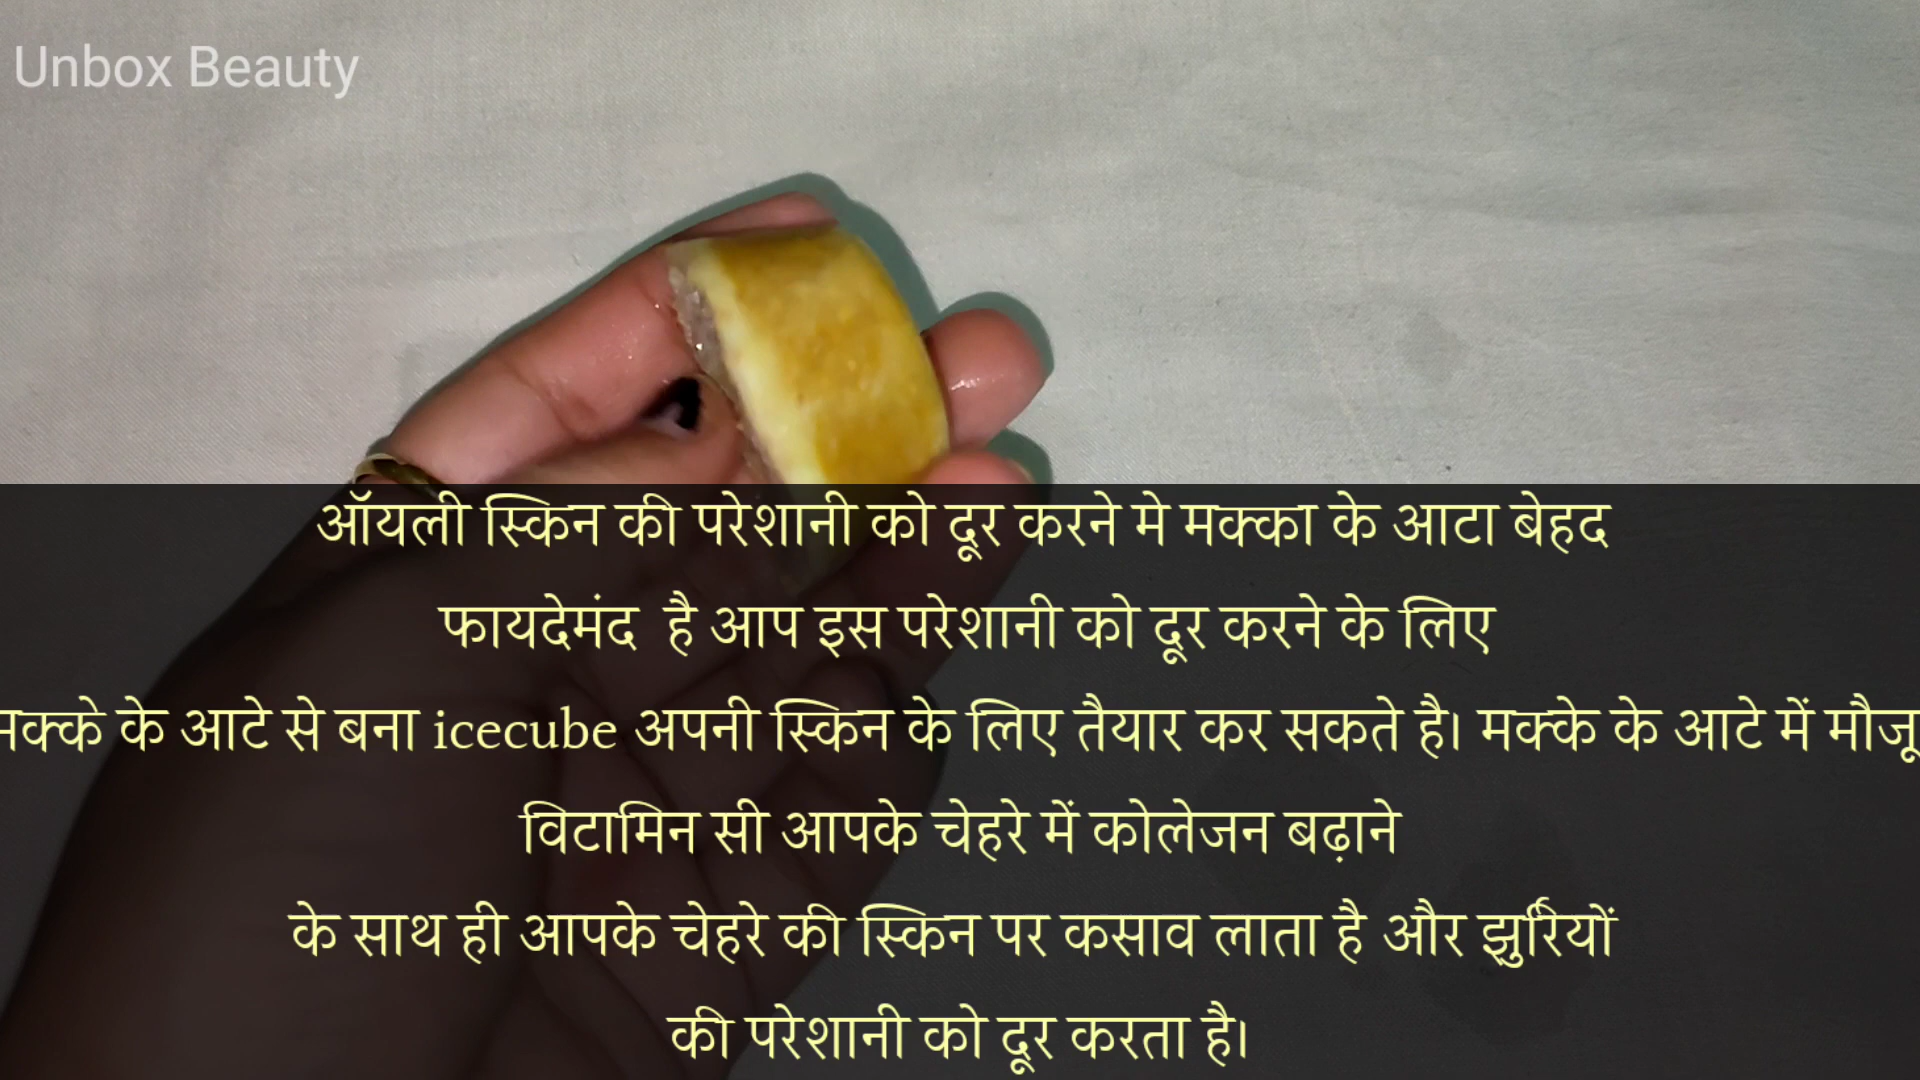 Unbox Beauty
ऑयली स्किन की परेशानी को दूर करने मे मक्का के आटा बेहद
फायदेमंद है आप इस परेशानी को दूर करने के लिए
मक्के के आटे से बना icecube अपनी स्किन के लिए तैयार कर सकते है। मक्के के आटे में मौजू
विटामिन सी आपके चेहरे में कोलेजन बढ़ाने
के साथ ही आपके चेहरे की स्किन पर कसाव लाता है और झुर्रियों
की परेशानी को दूर करता है।